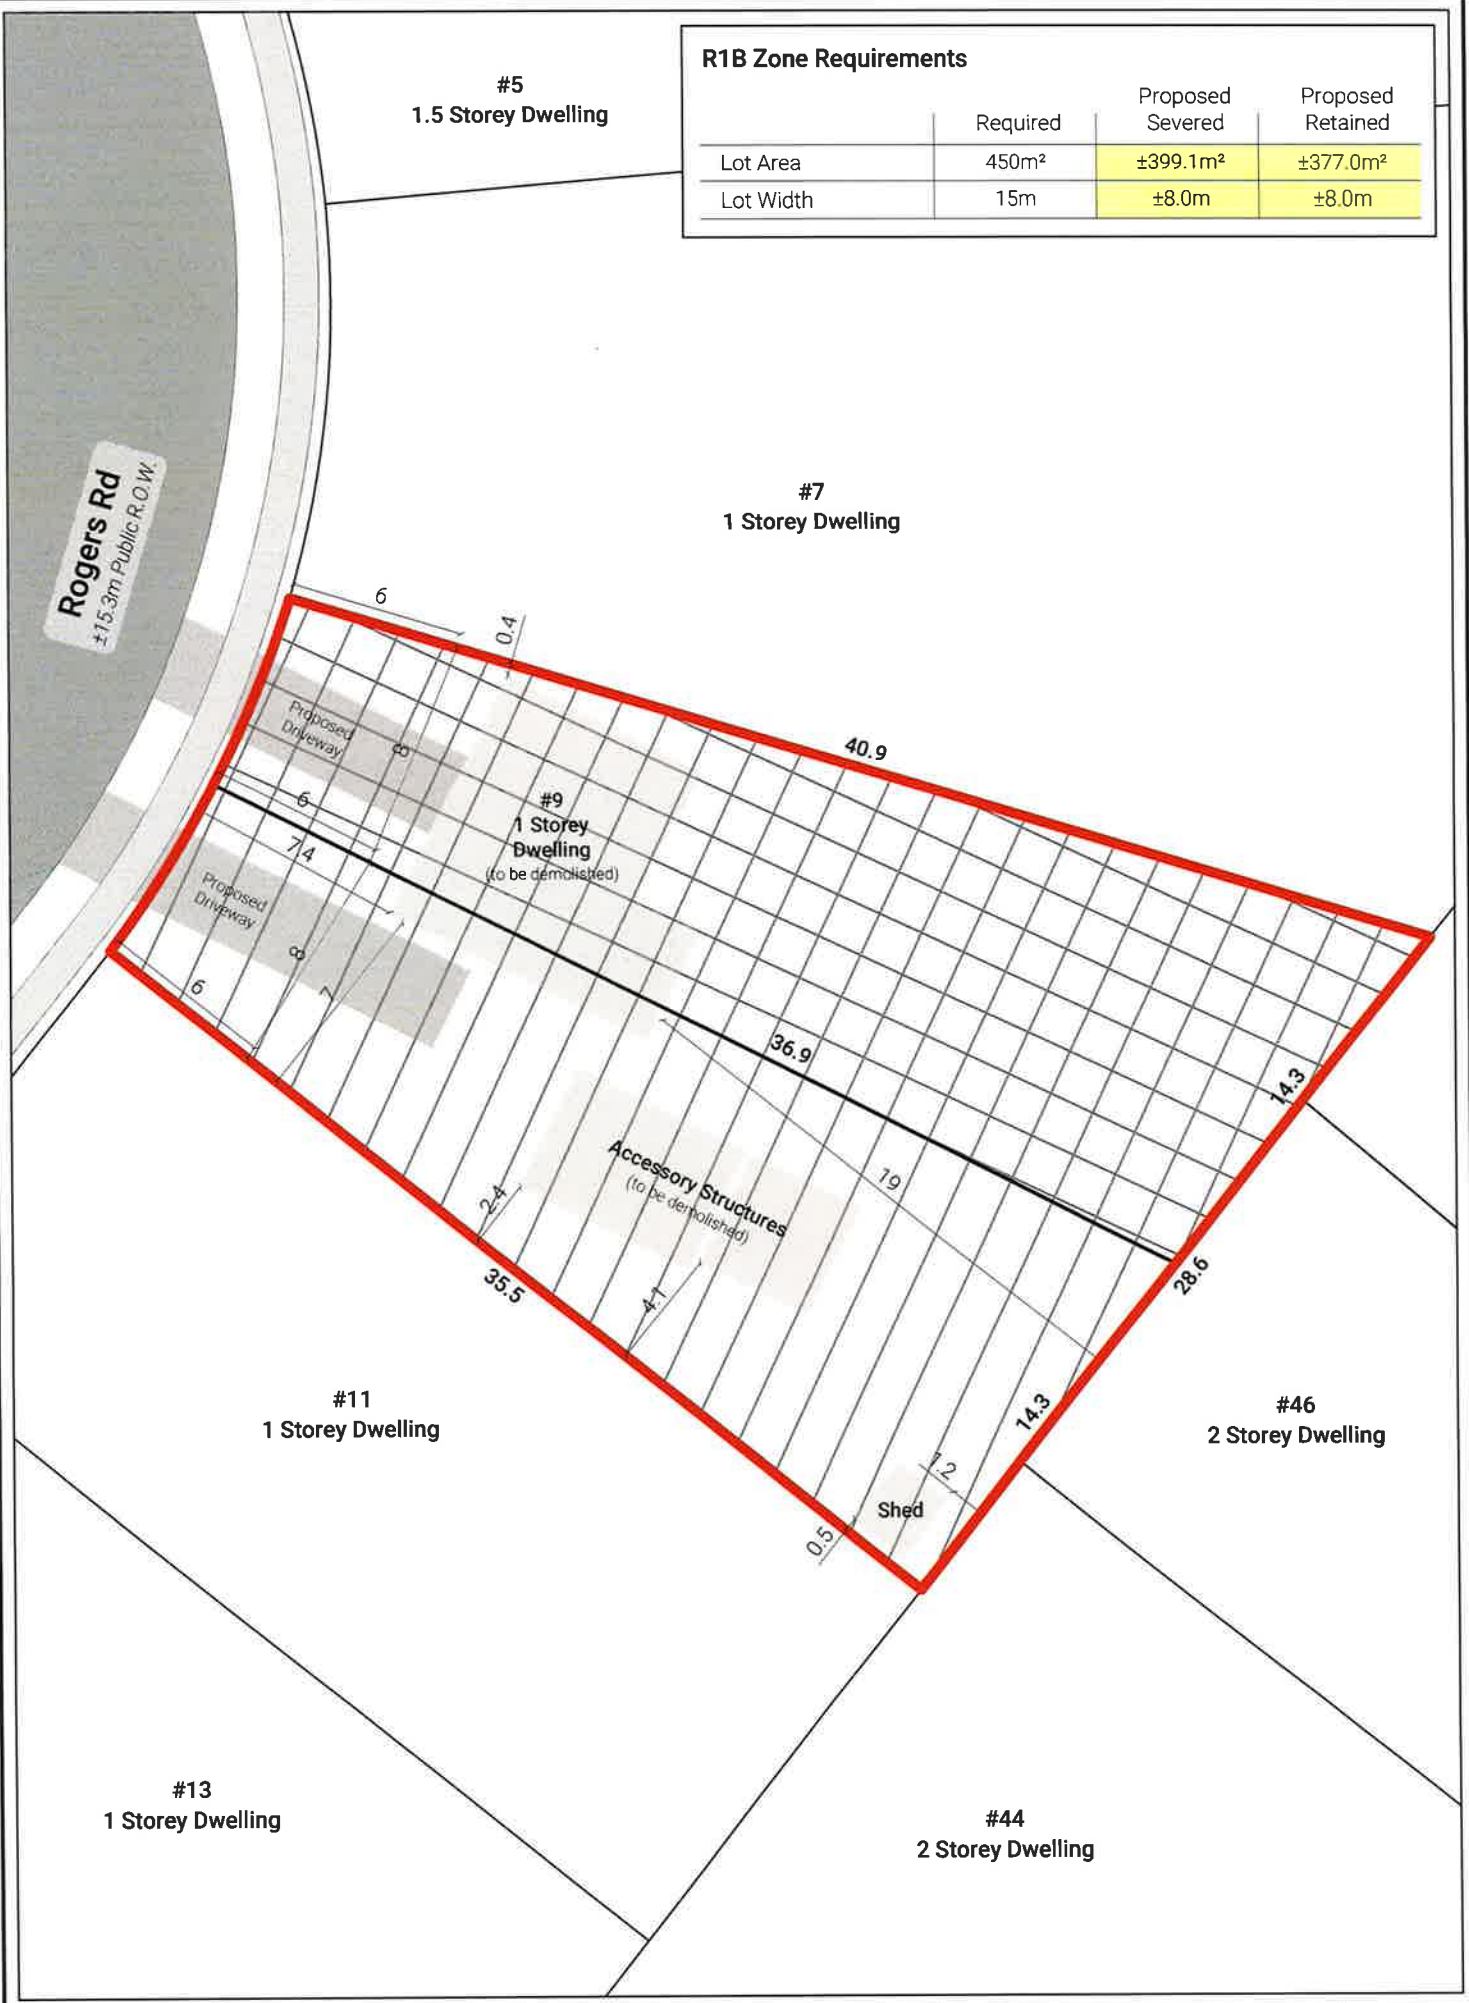 #5
1.5 Storey Dwelling
R1B Zone Requirements
Required Proposed Severed Proposed Retained
Lot Area 450m² ±399.1m² ±377.0m²
Lot Width 15m ±8.0m ±8.0m
Rogers Rd
±15.3m Public R.O.W.
#7
1 Storey Dwelling
6
0.4
40.9
Proposed
Driveway
8
6
7.4
#9
1 Storey
Dwelling
(to be demolished)
Proposed
Driveway
8
7
6
36.9
14.3
Accessory Structures
(to be demolished)
19
2.4
35.5
4.1
28.6
14.3
1.2
Shed
0.5
#11
1 Storey Dwelling
#46
2 Storey Dwelling
#13
1 Storey Dwelling
#44
2 Storey Dwelling